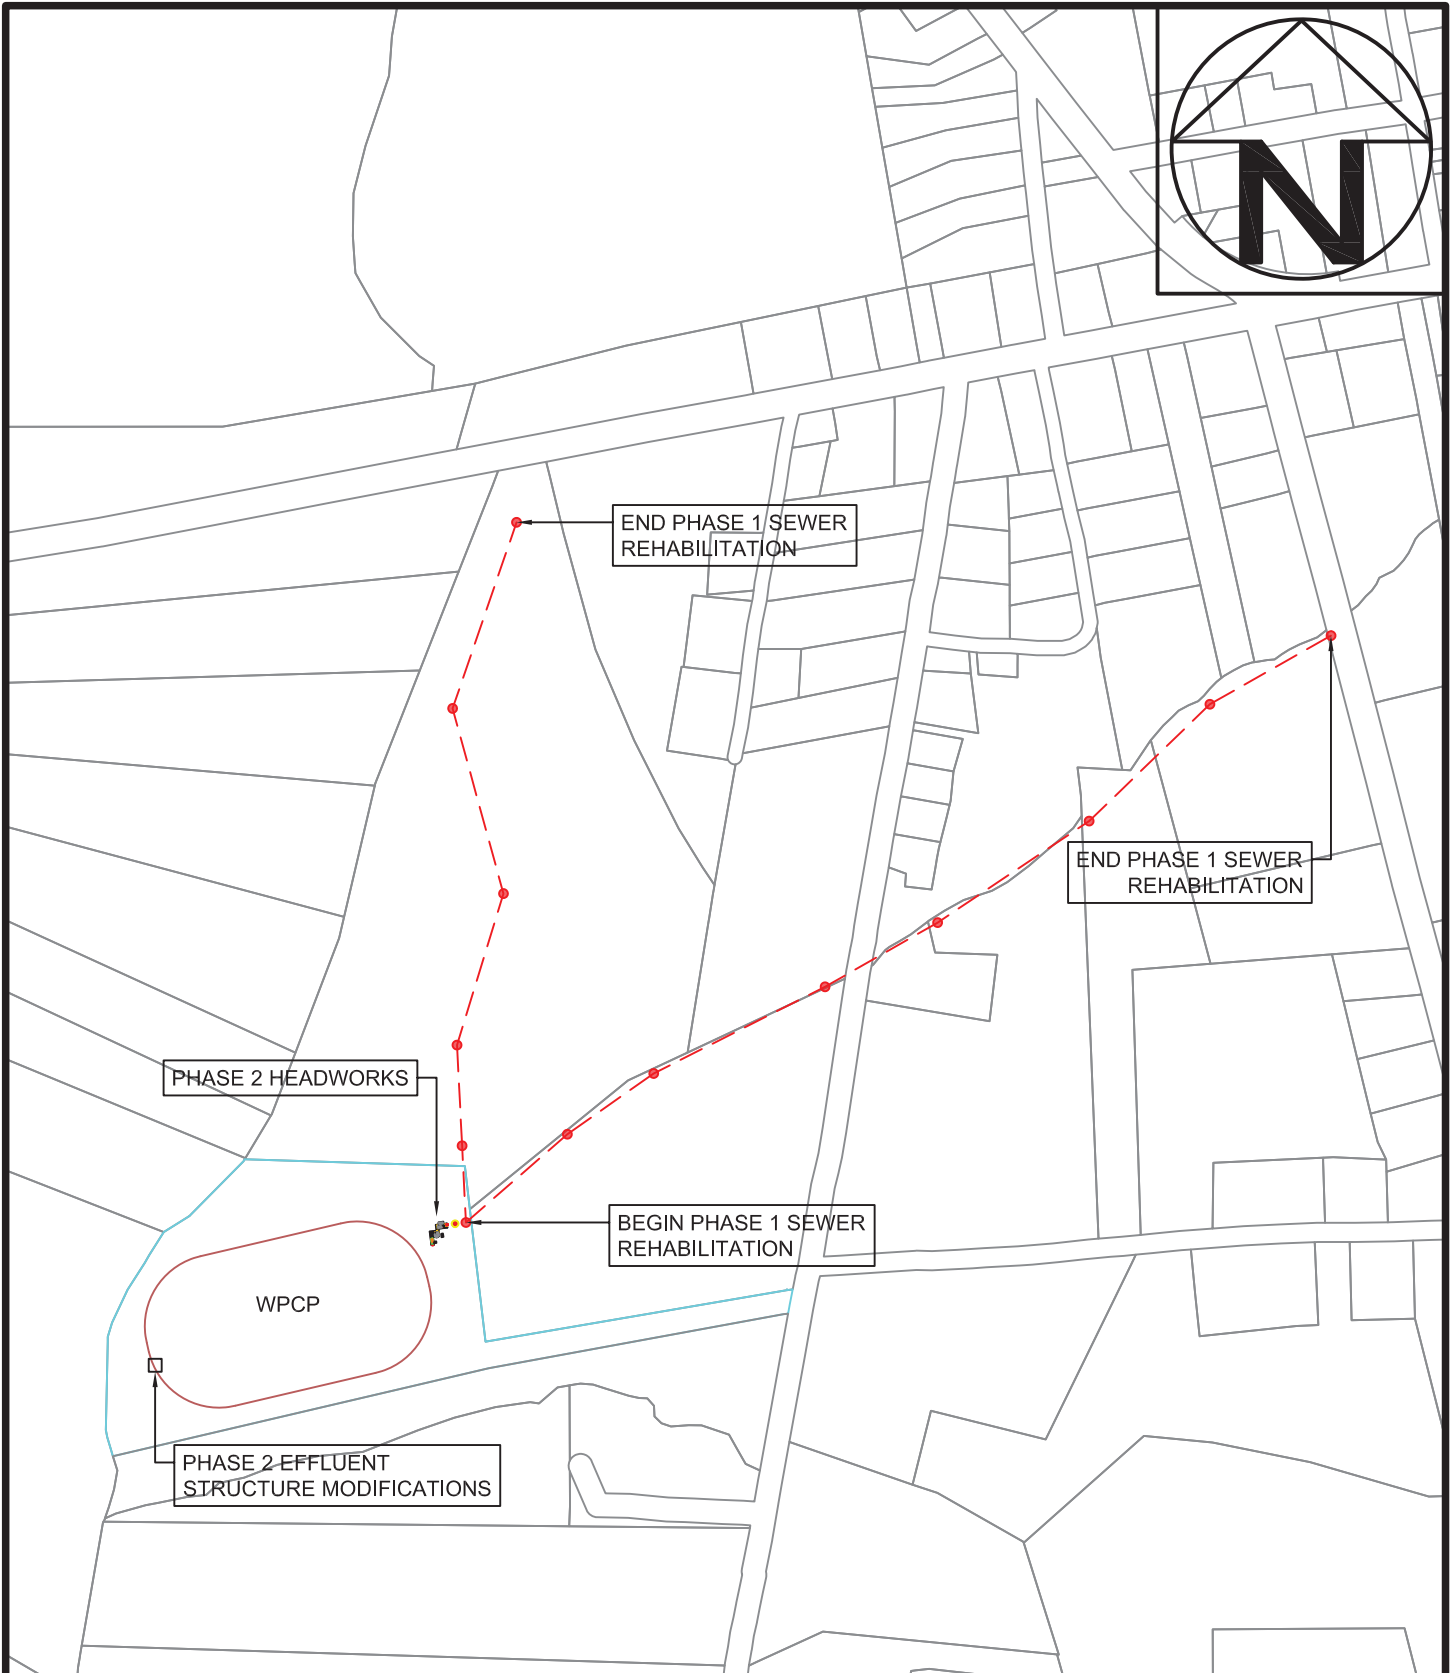 N
END PHASE 1 SEWER
REHABILITATION
END PHASE 1 SEWER
REHABILITATION
PHASE 2 HEADWORKS
BEGIN PHASE 1 SEWER
REHABILITATION
WPCP
PHASE 2 EFFLUENT
STRUCTURE MODIFICATIONS